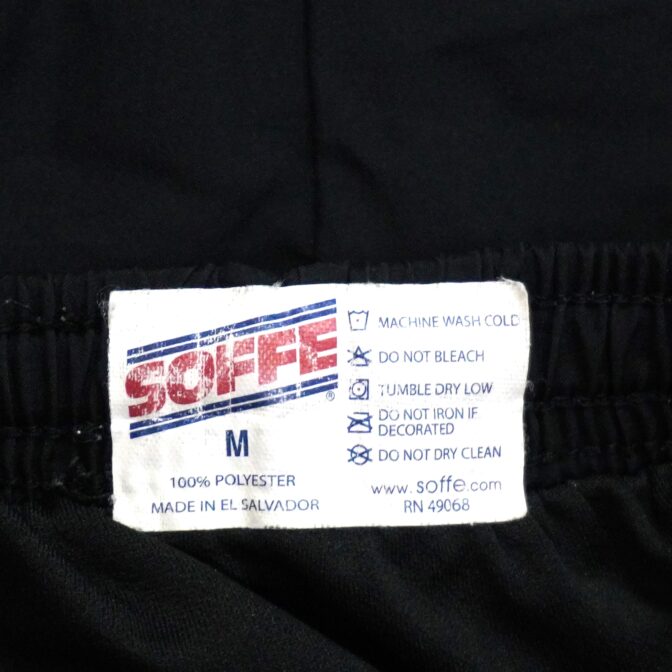 SOFFE
®
M
100% POLYESTER
MADE IN EL SALVADOR
MACHINE WASH COLD
DO NOT BLEACH
TUMBLE DRY LOW
DO NOT IRON IF
DECORATED
DO NOT DRY CLEAN
www.soffe.com
RN 49068